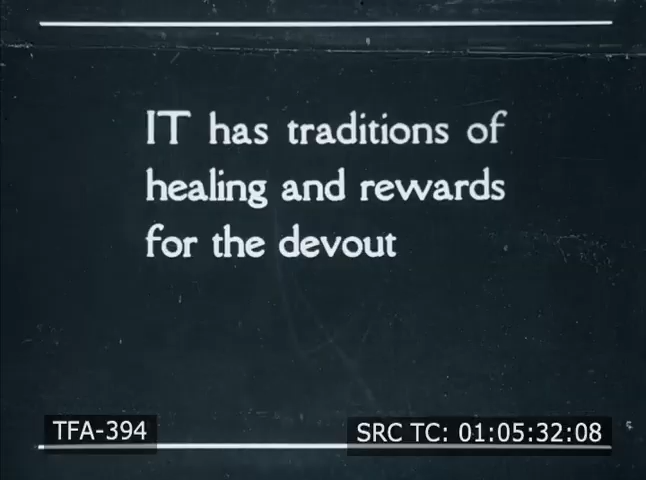 IT has traditions of
healing and rewards
for the devout
TFA-394
SRC TC: 01:05:32:08